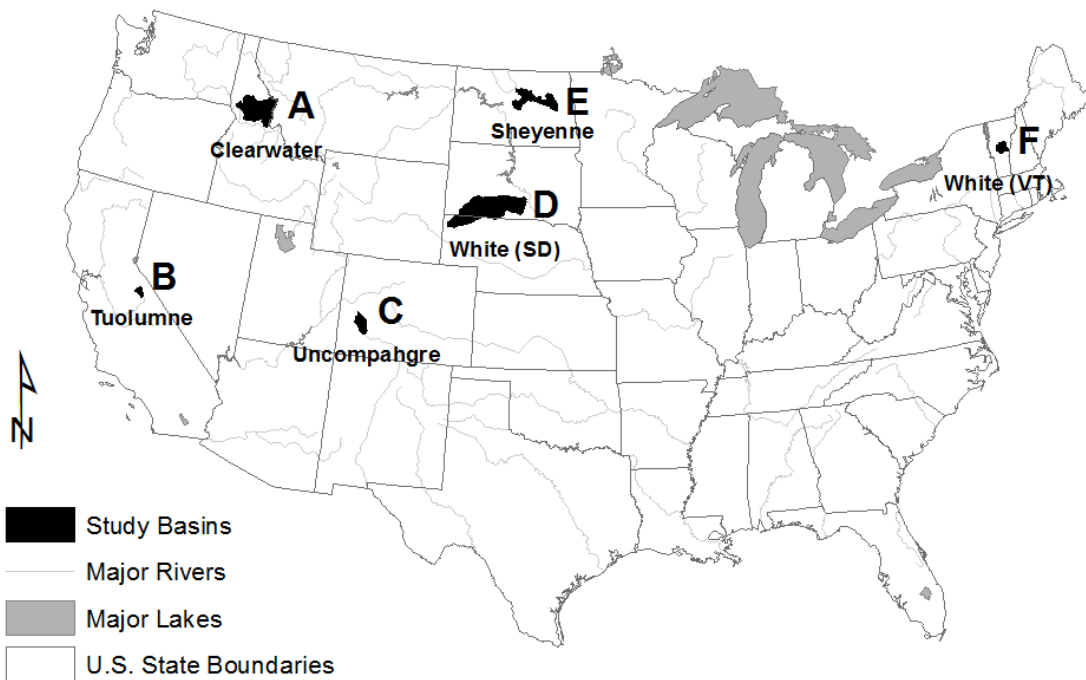 A
Clearwater
E
Sheyenne
F
White (VT)
D
White (SD)
B
Tuolumne
C
Uncompahgre
N
Study Basins
Major Rivers
Major Lakes
U.S. State Boundaries